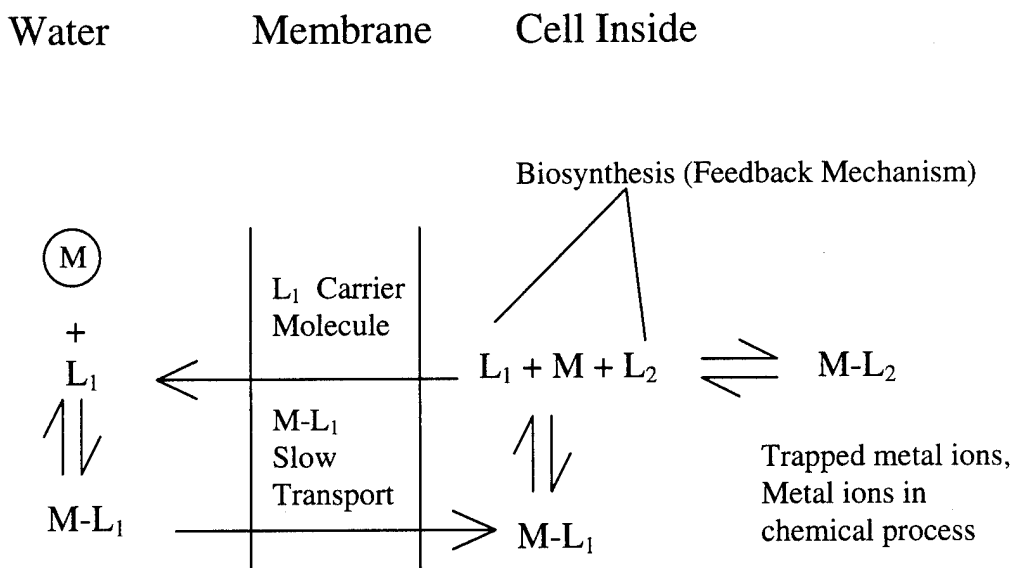 Water Membrane Cell Inside
Biosynthesis (Feedback Mechanism)
M
+
L₁
M-L₁
L₁ Carrier
Molecule
M-L₁
Slow
Transport
L₁ + M + L₂
M-L₂
M-L₁
Trapped metal ions,
Metal ions in
chemical process